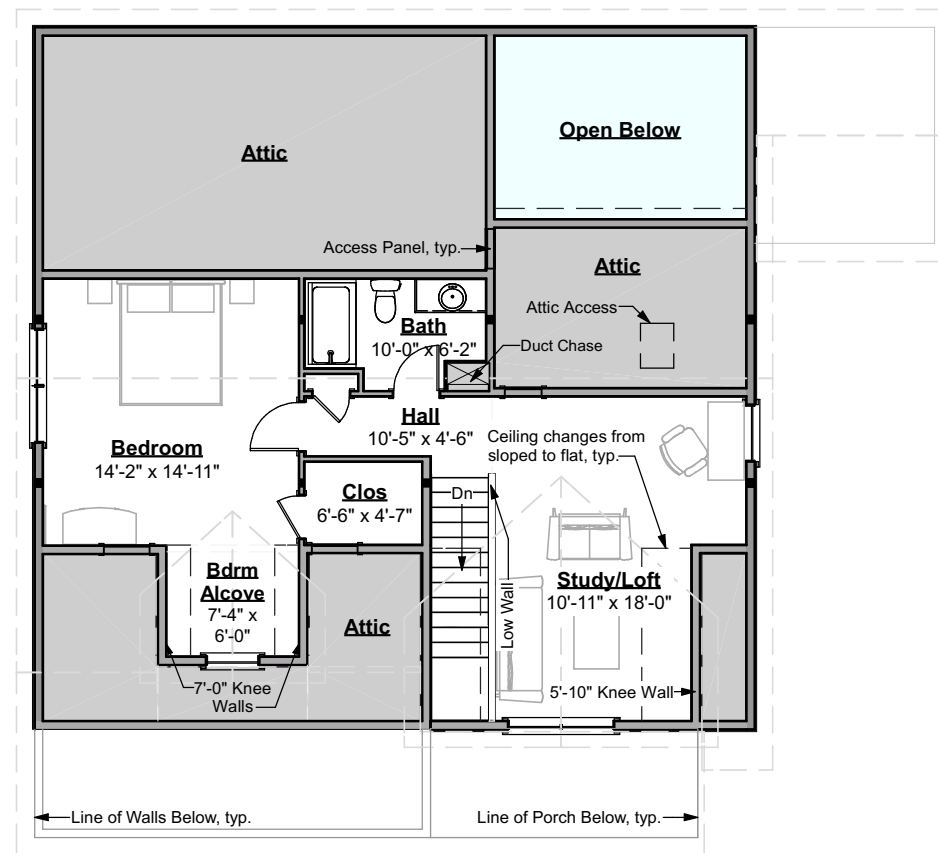 Open Below
Attic
Access Panel, typ.
Attic
Attic Access
Bath
10'-0" x 6'-2"
Duct Chase
Hall
10'-5" x 4'-6"
Ceiling changes from
sloped to flat, typ.
Bedroom
14'-2" x 14'-11"
Clos
6'-6" x 4'-7"
Dn
Bdrm
Alcove
7'-4" x
6'-0"
Study/Loft
10'-11" x 18'-0"
Low Wall
Attic
7'-0" Knee
Walls
5'-10" Knee Wall
Line of Walls Below, typ.
Line of Porch Below, typ.